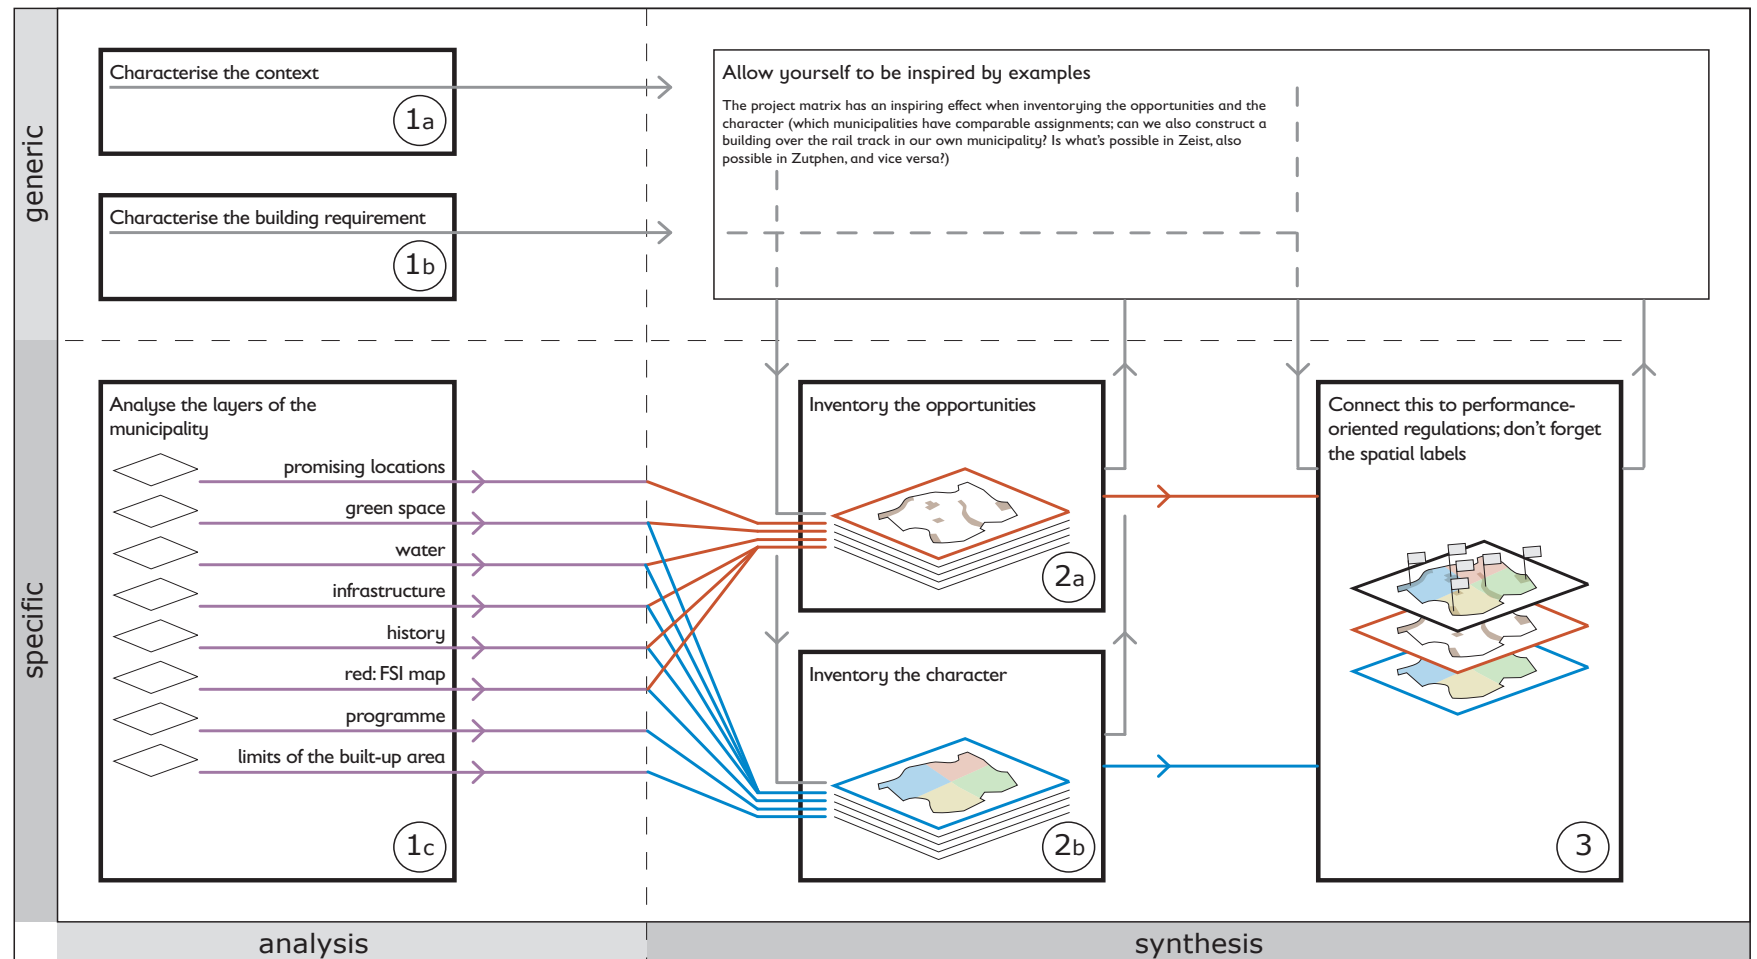 generic
specific
Characterise the context
1a
Characterise the building requirement
1b
Allow yourself to be inspired by examples
The project matrix has an inspiring effect when inventorying the opportunities and the
character (which municipalities have comparable assignments; can we also construct a
building over the rail track in our own municipality? Is what's possible in Zeist, also
possible in Zutphen, and vice versa?)
Analyse the layers of the
municipality
promising locations
green space
water
infrastructure
history
red: FSI map
programme
limits of the built-up area
1c
Inventory the opportunities
2a
Inventory the character
2b
Connect this to performance-
oriented regulations; don't forget
the spatial labels
3
analysis
synthesis